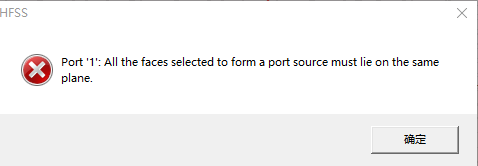 HFSS
Port '1': All the faces selected to form a port source must lie on the same
plane.
确定